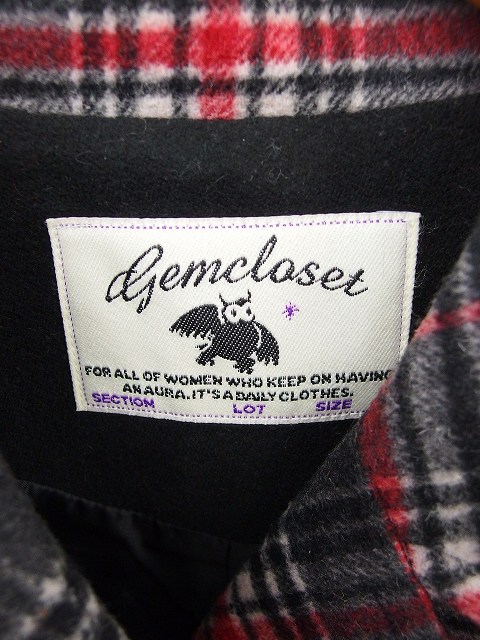 Gemcloset
FOR ALL OF WOMEN WHO KEEP ON HAVING
AN AURA. IT'S A DAILY CLOTHES.
SECTION LOT SIZE